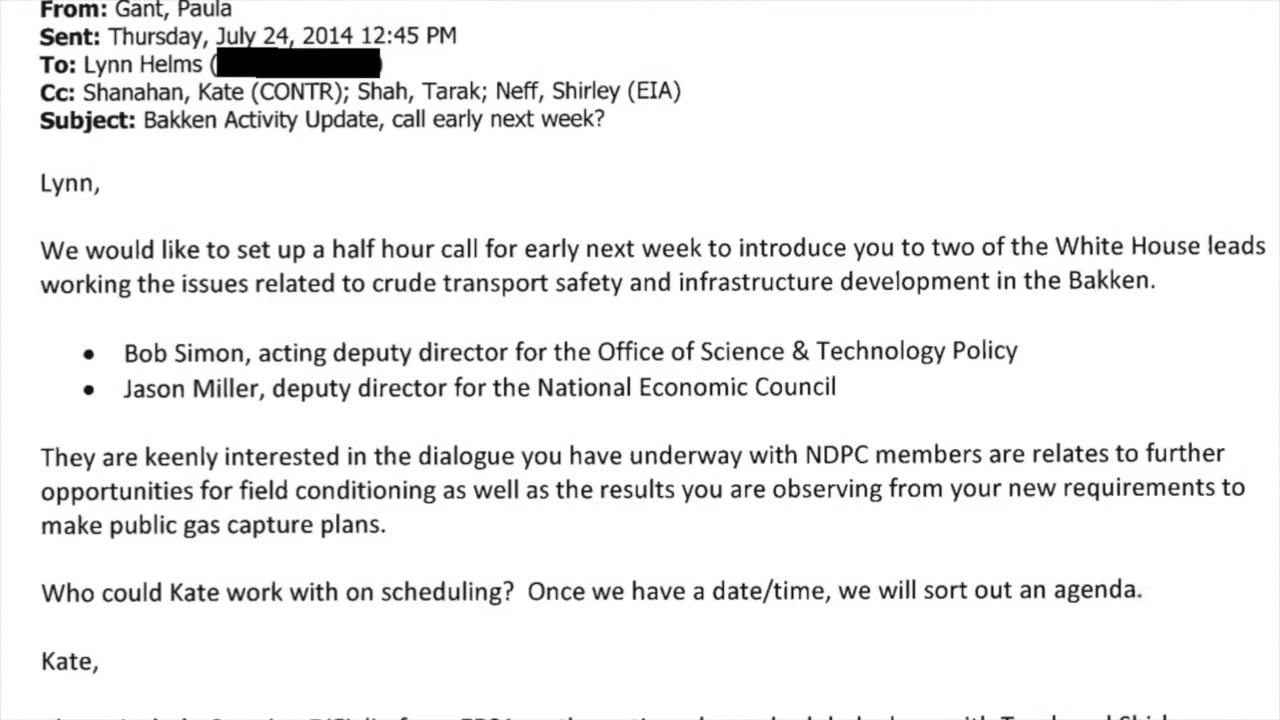 From: Gant, Paula
Sent: Thursday, July 24, 2014 12:45 PM
To: Lynn Helms (
Cc: Shanahan, Kate (CONTR); Shah, Tarak; Neff, Shirley (EIA)
Subject: Bakken Activity Update, call early next week?
Lynn,
We would like to set up a half hour call for early next week to introduce you to two of the White House leads
working the issues related to crude transport safety and infrastructure development in the Bakken.
• Bob Simon, acting deputy director for the Office of Science & Technology Policy
• Jason Miller, deputy director for the National Economic Council
They are keenly interested in the dialogue you have underway with NDPC members are relates to further
opportunities for field conditioning as well as the results you are observing from your new requirements to
make public gas capture plans.
Who could Kate work with on scheduling? Once we have a date/time, we will sort out an agenda.
Kate,